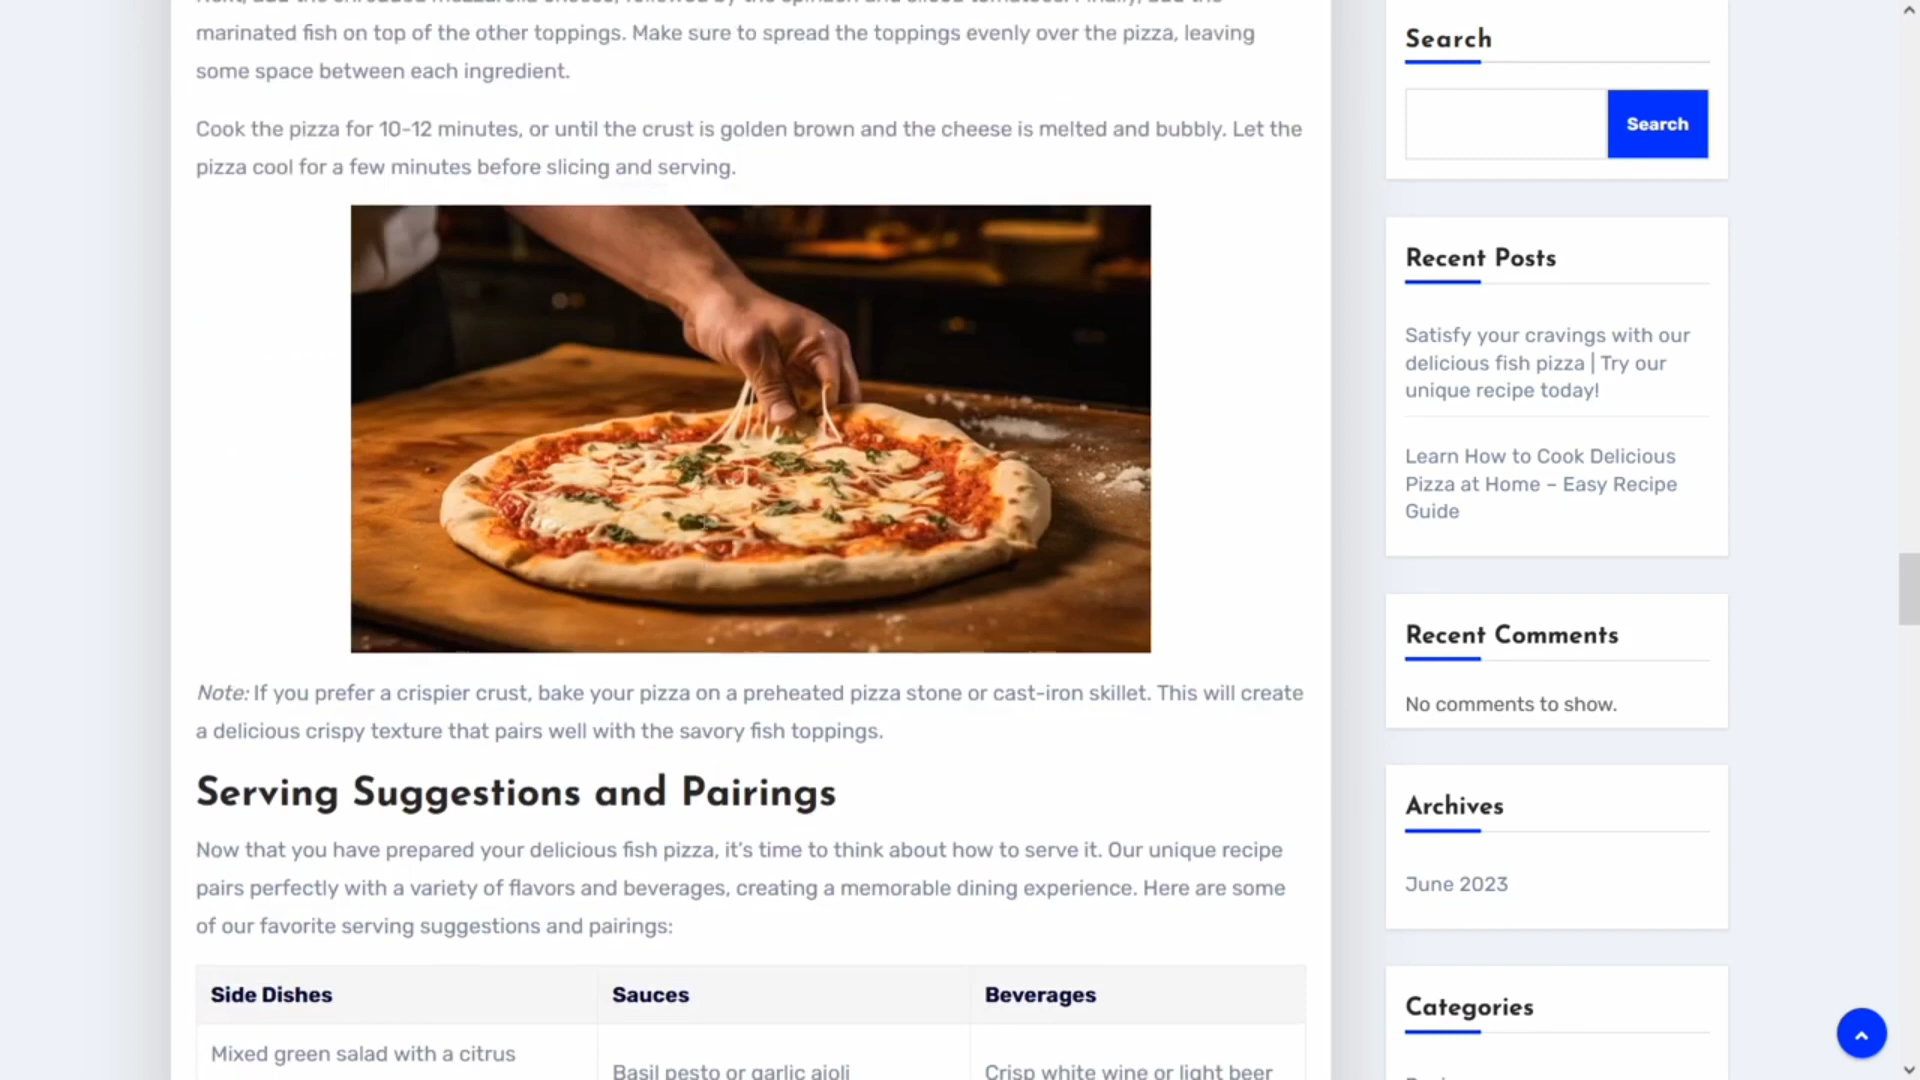 marinated fish on top of the other toppings. Make sure to spread the toppings evenly over the pizza, leaving
some space between each ingredient.
Cook the pizza for 10-12 minutes, or until the crust is golden brown and the cheese is melted and bubbly. Let the
pizza cool for a few minutes before slicing and serving.
Note: If you prefer a crispier crust, bake your pizza on a preheated pizza stone or cast-iron skillet. This will create
a delicious crispy texture that pairs well with the savory fish toppings.
Serving Suggestions and Pairings
Now that you have prepared your delicious fish pizza, it's time to think about how to serve it. Our unique recipe
pairs perfectly with a variety of flavors and beverages, creating a memorable dining experience. Here are some
of our favorite serving suggestions and pairings:
Side Dishes
Sauces
Beverages
Mixed green salad with a citrus
Basil pesto or garlic aioli
Crisp white wine or light beer
Search
Search
Recent Posts
Satisfy your cravings with our
delicious fish pizza | Try our
unique recipe today!
Learn How to Cook Delicious
Pizza at Home – Easy Recipe
Guide
Recent Comments
No comments to show.
Archives
June 2023
Categories